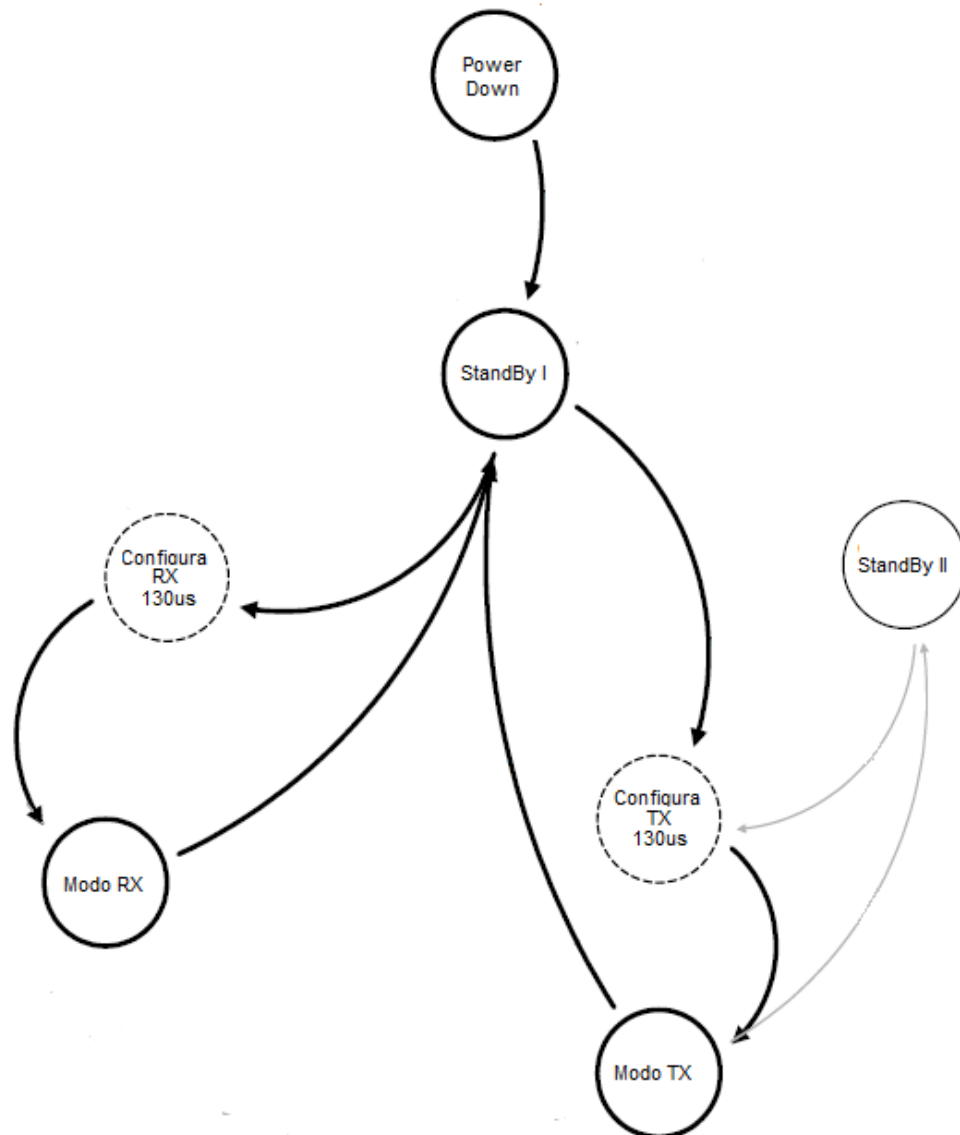 Power
Down
StandBy I
Configura
RX
130us
StandBy II
Configura
TX
130us
Modo RX
Modo TX